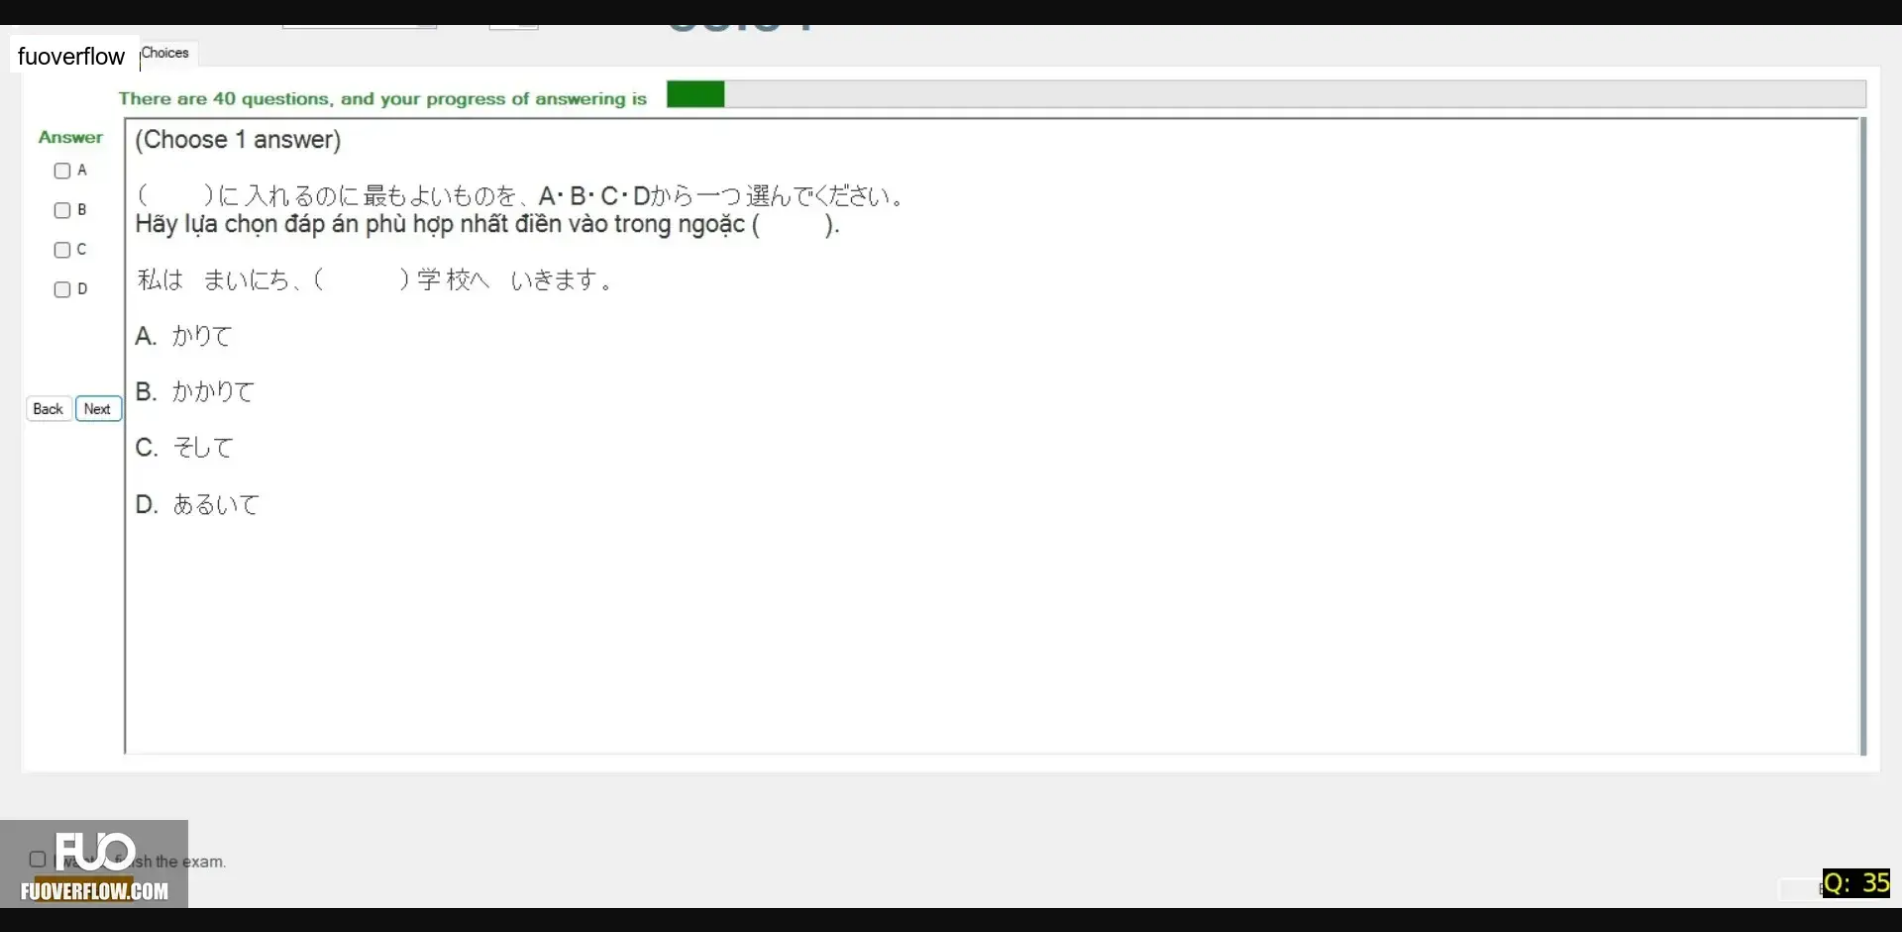 fuoverflow
Choices
There are 40 questions, and your progress of answering is
Answer
(Choose 1 answer)
A
(　　)に入れるのに最もよいものを、A・B・C・Dから一つ選んでください。
B
Hãy lựa chọn đáp án phù hợp nhất điền vào trong ngoặc (　　).
C
私は　まいにち、(　　　)学校へ　いきます。
D
A. かりて
B. かかりて
Back Next
C. そして
D. あるいて
FUO
the exam.
FUOVERFLOW.COM
Q: 35